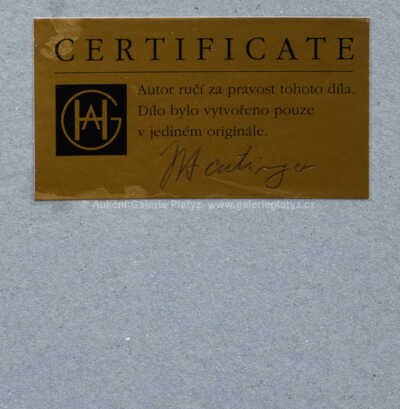 CERTIFICATE
Autor ručí za pravost tohoto díla.
Dílo bylo vytvořeno pouze
v jediném originále.
© Aukční Galerie Platýz www.galerieplatyz.cz